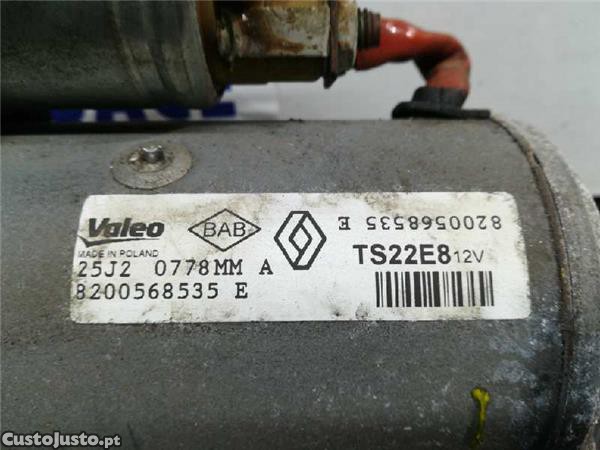 Valeo
MADE IN POLAND
BAB
8200568535 E
TS22E8 12V
25J2 0778MM A
8200568535 E
CustoJusto.pt